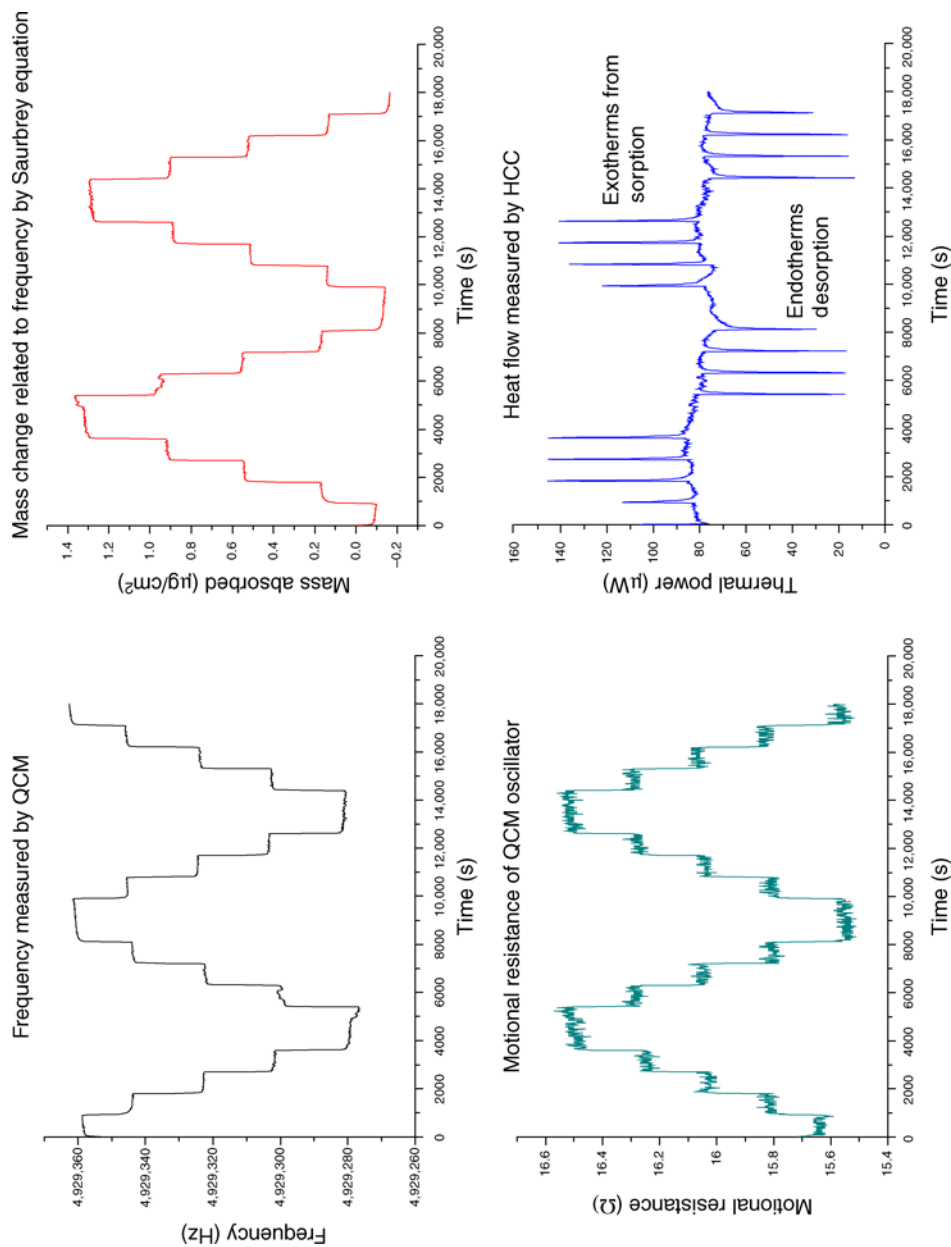 Frequency measured by QCM
Frequency (Hz)
4,929,360
4,929,340
4,929,320
4,929,300
4,929,280
4,929,260
0 2000 4000 6000 8000 10,000 12,000 14,000 16,000 18,000 20,000
Time (s)
Mass change related to frequency by Saurbrey equation
Mass absorbed (μg/cm²)
1.4
1.2
1.1
0.8
0.6
0.4
0.2
0.0
−0.2
0 2000 4000 6000 8000 10,000 12,000 14,000 16,000 18,000 20,000
Time (s)
Motional resistance of QCM oscillator
Motional resistance (Ω)
16.6
16.4
16.2
16
15.8
15.6
15.4
0 2000 4000 6000 8000 10,000 12,000 14,000 16,000 18,000 20,000
Time (s)
Heat flow measured by HCC
Thermal power (μW)
160
140
120
100
80
60
40
20
0
Exotherms from
sorption
Endotherms
desorption
0 2000 4000 6000 8000 10,000 12,000 14,000 16,000 18,000 20,000
Time (s)